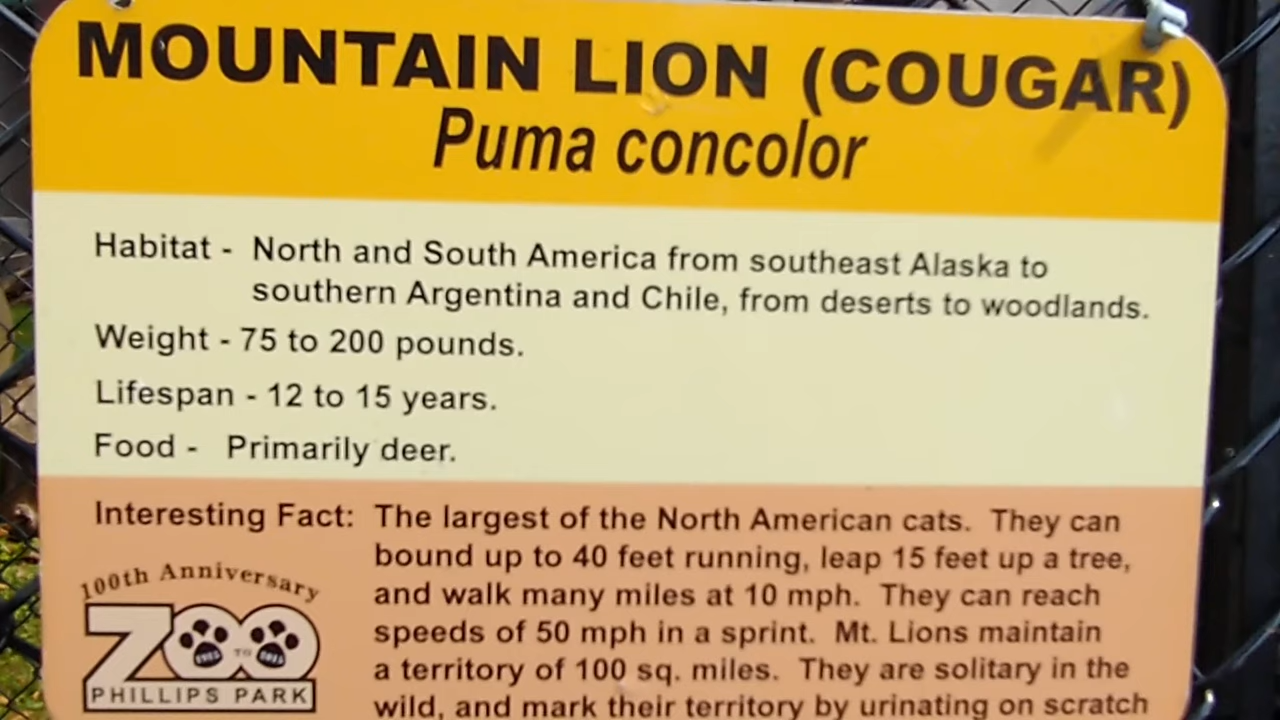 MOUNTAIN LION (COUGAR)
Puma concolor
Habitat - North and South America from southeast Alaska to
southern Argentina and Chile, from deserts to woodlands.
Weight - 75 to 200 pounds.
Lifespan - 12 to 15 years.
Food - Primarily deer.
Interesting Fact: The largest of the North American cats. They can
bound up to 40 feet running, leap 15 feet up a tree,
and walk many miles at 10 mph. They can reach
speeds of 50 mph in a sprint. Mt. Lions maintain
a territory of 100 sq. miles. They are solitary in the
wild, and mark their territory by urinating on scratch
100th Anniversary
ZOO
TO
PHILLIPS PARK